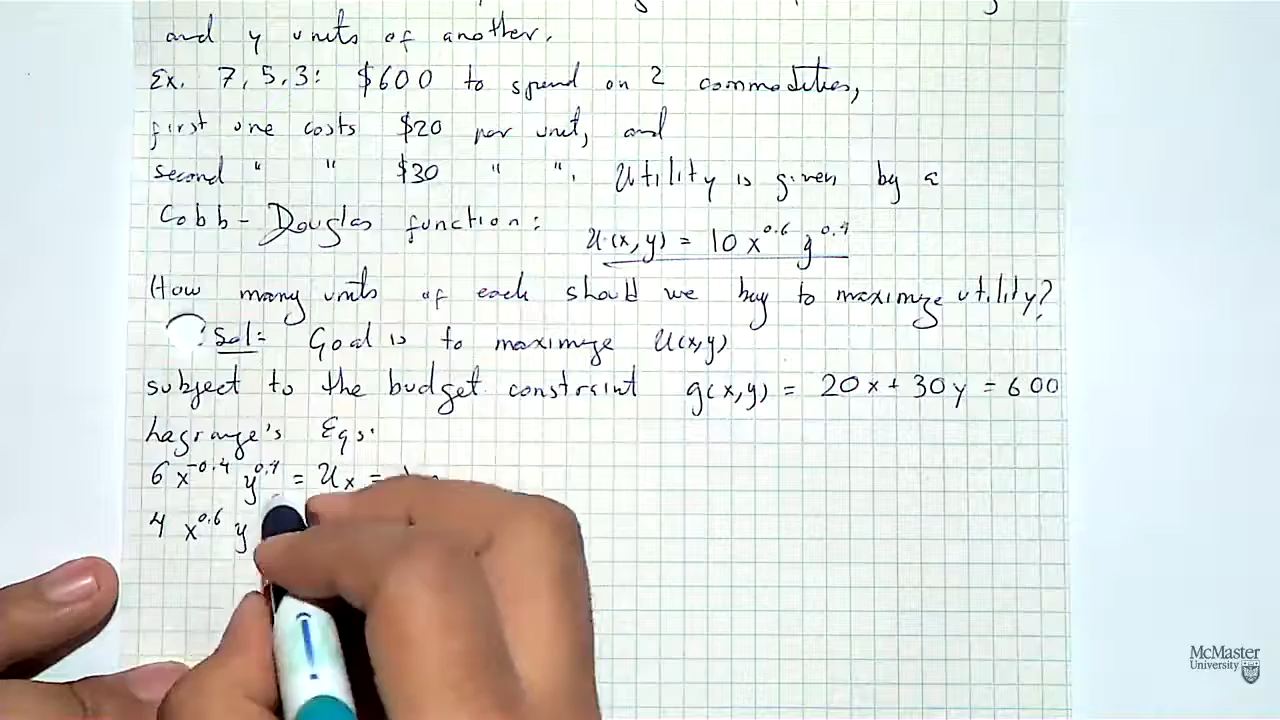 and y units of another.
Ex. 7.5.3: $600 to spend on 2 commodities,
first one costs $20 per unit, and
second " " $30 " ". Utility is given by a
Cobb-Douglas function: U(x,y) = 10 x^0.6 y^0.4
How many units of each should we buy to maximize utility?
Sol: Goal is to maximize U(x,y)
subject to the budget constraint g(x,y) = 20x + 30y = 600
Lagrange's Eqs:
6 x^-0.4 y^0.4 = Ux =
4 x^0.6 y
McMaster
University